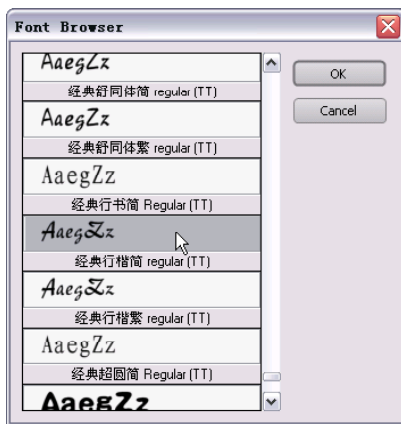 Font Browser
AaegZz
经典舒同体简 regular (TT)
AaegZz
经典舒同体繁 regular (TT)
AaegZz
经典行书简 Regular (TT)
AaegZz
经典行楷简 regular (TT)
AaegZz
经典行楷繁 regular (TT)
AaegZz
经典超圆简 Regular (TT)
AaegZz
OK
Cancel